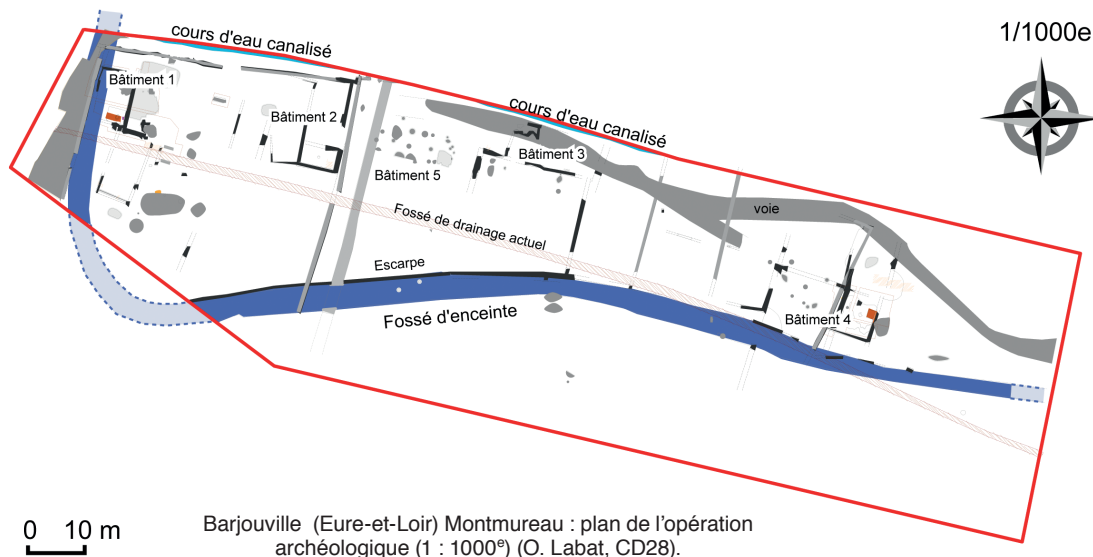 cours d'eau canalisé
1/1000e
Bâtiment 1
Bâtiment 2
cours d'eau canalisé
Bâtiment 3
Bâtiment 5
voie
Fossé de drainage actuel
Escarpe
Fossé d'enceinte
Bâtiment 4
0 10 m
Barjouville (Eure-et-Loir) Montmureau : plan de l'opération
archéologique (1 : 1000e) (O. Labat, CD28).